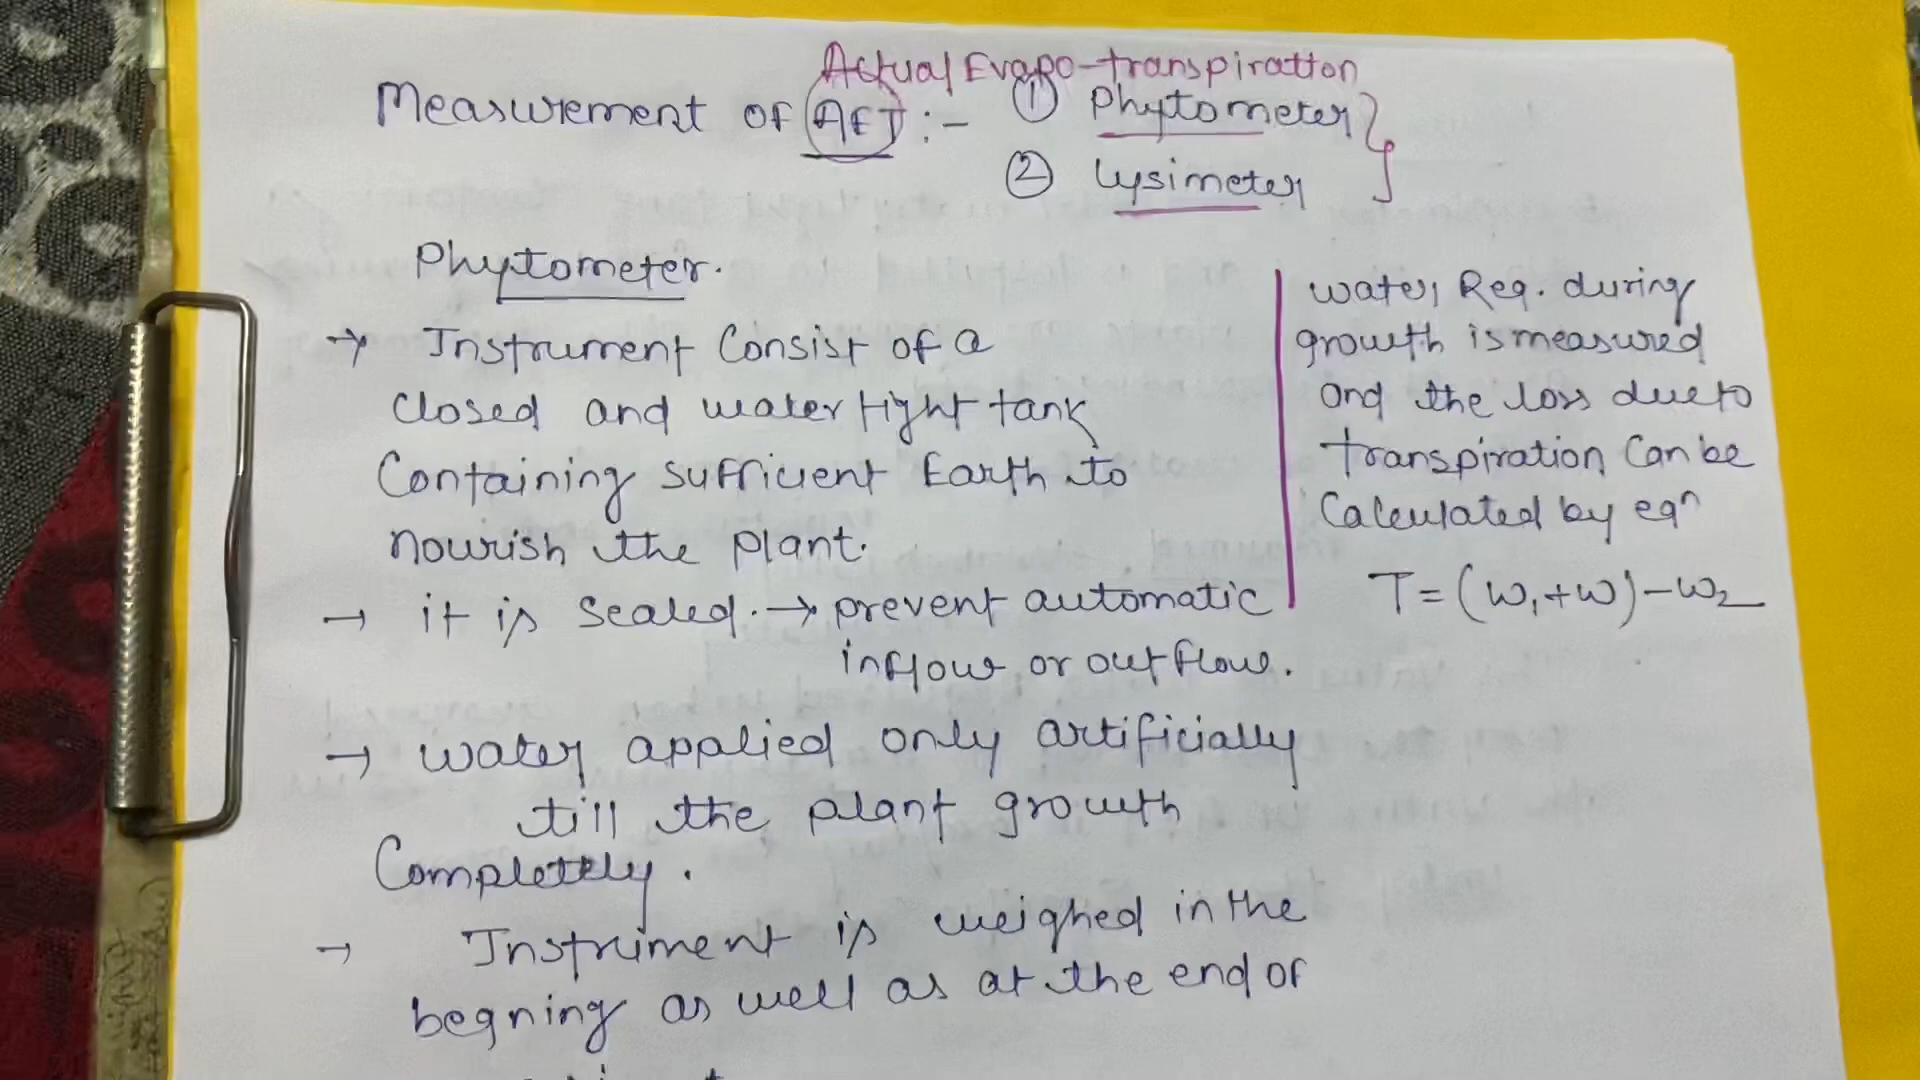 Actual Evapo-transpiration
Measurement of AET :- ① Phytometer
② Lysimeter
Phytometer.
→ Instrument Consist of a
closed and water tight tank
Containing sufficient Earth to
nourish the plant.
→ it is sealed. → prevent automatic
inflow or outflow.
→ water applied only artificially
till the plant growth
Completely.
→ Instriment is weighed in the
begning as well as at the end of
water Req. during
growth is measured
and the loss due to
transpiration Can be
Calculated by eqn
T = (w₁+w) - w₂